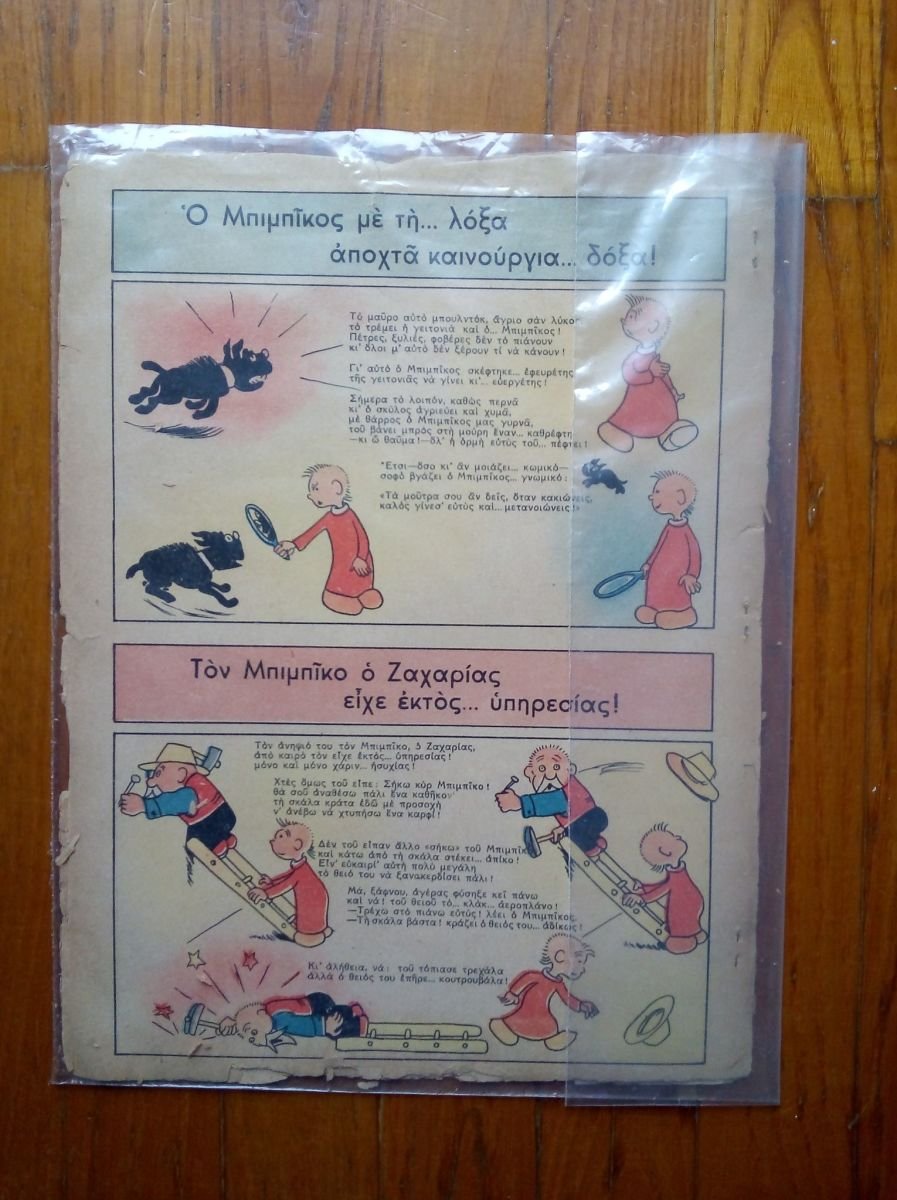 Ὁ Μπιμπῖκος μὲ τὴ... λόξα
ἀποχτᾶ καινούργια... δόξα!
Τὸ μαῦρο αὐτὸ μπουλντόκ, ἄγριο σὰν λύκος
τὸ τρέμει ἡ γειτονιὰ καὶ ὁ... Μπιμπῖκος!
Πέτρες, ξυλιές, φοβέρες δὲν τὸ πιάνουν
κι' ὅλοι μ' αὐτὸ δὲν ξέρουν τί νὰ κάνουν!
Γι' αὐτὸ ὁ Μπιμπῖκος σκέφτηκε... ἐφευρέτης
τῆς γειτονιᾶς νὰ γίνει κι'... εὐεργέτης!
Σήμερα τὸ λοιπόν, καθὼς περνᾶ
κι' ὁ σκύλος ἀγριεύει καὶ χυμᾶ,
μὲ θάρρος ὁ Μπιμπῖκος μας γυρνᾶ,
τοῦ βάνει μπρὸς στὴ μούρη ἕναν... καθρέφτη
—κι ὢ θαῦμα!—ὅλ' ἡ ὁρμὴ εὐτὺς τοῦ... πέφτει!
Ἔτσι—ὅσο κι' ἂν μοιάζει... κωμικό—
σοφὸ βγάζει ὁ Μπιμπῖκος... γνωμικό:
«Τὰ μοῦτρα σου ἂν δεῖς, ὅταν κακιώνεις,
καλὸς γίνεσ' εὐτὺς καὶ... μετανοιώνεις!»
Τὸν Μπιμπῖκο ὁ Ζαχαρίας
εἶχε ἐκτὸς... ὑπηρεσίας!
Τὸν ἀνηψιό του τὸν Μπιμπῖκο, ὁ Ζαχαρίας,
ἀπὸ καιρὸ τὸν εἶχε ἐκτὸς... ὑπηρεσίας!
μόνο καὶ μόνο χάριν... ἡσυχίας!
Χτὲς ὅμως τοῦ εἶπε: Σήκω κὺρ Μπιμπῖκο!
θὰ σοῦ ἀναθέσω πάλι ἕνα καθῆκον
τὴ σκάλα κράτα ἐδῶ μὲ προσοχὴ
ν' ἀνέβω νὰ χτυπήσω ἕνα καρφί!
Δὲν τοῦ εἶπαν ἄλλο «σήκω» τοῦ Μπιμπῖκο
καὶ κάτω ἀπὸ τὴ σκάλα στέκει... ἀπίκο!
Εἶν' εὐκαιρί' αὐτὴ πολὺ μεγάλη
τὸ θειό του νὰ ξανακερδίσει πάλι!
Μά, ξάφνου, ἀγέρας φύσηξε κεῖ πάνω
καὶ νά! τοῦ θειοῦ τὸ... κλάκ... ἀεροπλάνο!
—Τρέχω στὸ πιάνω εὐτύς! λέει ὁ Μπιμπῖκος
—Τὴ σκάλα βάστα! κράζει ὁ θειός του... ἀδίκως!
Κι' ἀλήθεια, νά: τοῦ τόπιασε τρεχάλα
ἀλλὰ ὁ θειός του ἐπῆρε... κουτρουβάλα!